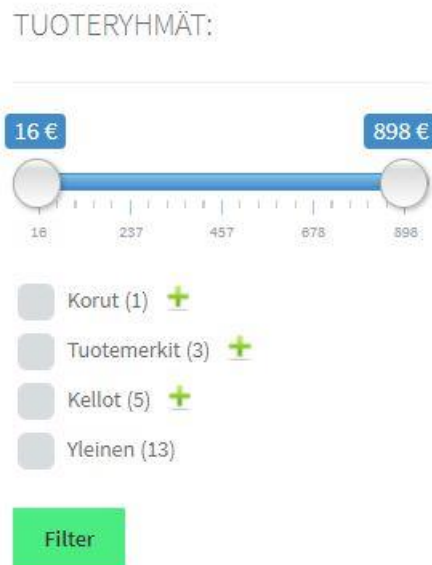 TUOTERYHMÄT:
16 € 898 €
16 237 457 678 898
Korut (1)
Tuotemerkit (3)
Kellot (5)
Yleinen (13)
Filter